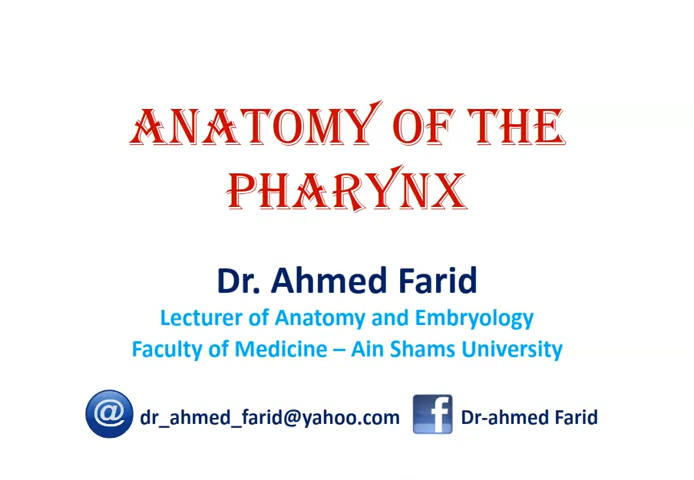 ANATOMY OF THE
PHARYNX
Dr. Ahmed Farid
Lecturer of Anatomy and Embryology
Faculty of Medicine – Ain Shams University
@ dr_ahmed_farid@yahoo.com f Dr-ahmed Farid